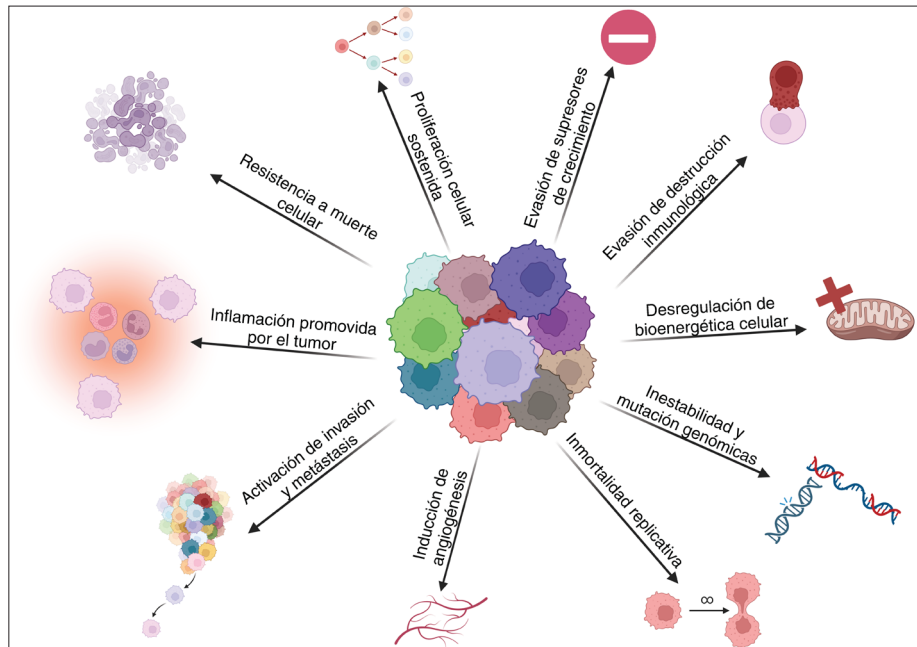 Proliferación celular
sostenida
Evasión de supresores
de crecimiento
Evasión de destrucción
inmunológica
Desregulación de
bioenergética celular
Inestabilidad y
mutación genómicas
Inmortalidad replicativa
∞
Inducción de
angiogénesis
Activación de invasión
y metástasis
Inflamación promovida
por el tumor
Resistencia a muerte
celular